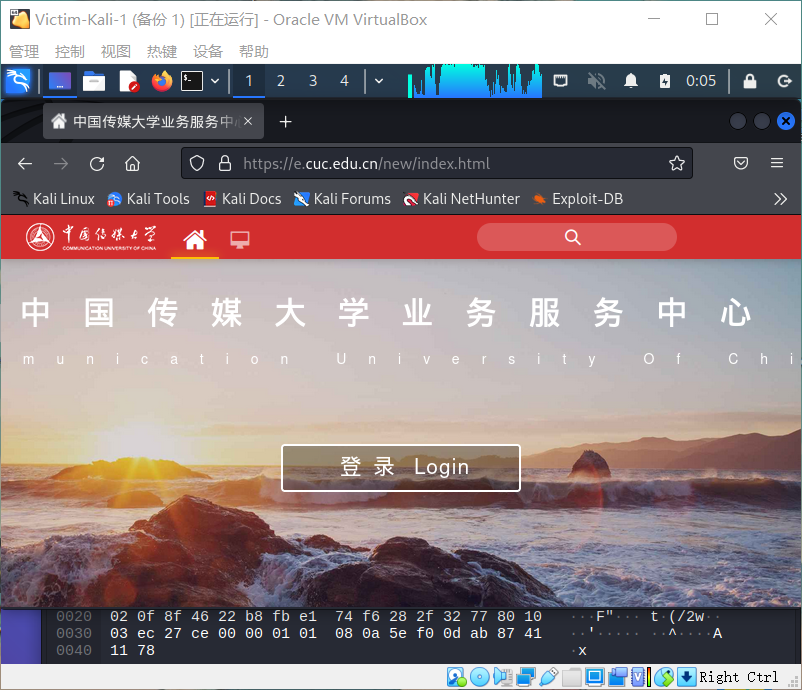 Victim-Kali-1 (备份 1) [正在运行] - Oracle VM VirtualBox
管理 控制 视图 热键 设备 帮助
1 2 3 4 0:05
中国传媒大学业务服务中
https://e.cuc.edu.cn/new/index.html
Kali Linux Kali Tools Kali Docs Kali Forums Kali NetHunter Exploit-DB
中国传媒大学
COMMUNICATION UNIVERSITY OF CHINA
中国传媒大学业务服务中心
munication University Of Chi
登录 Login
0020 02 0f 8f 46 22 b8 fb e1 74 f6 28 2f 32 77 80 10 ···F"··· t·(/2w··
0030 03 ec 27 ce 00 00 01 01 08 0a 5e f0 0d ab 87 41 ··'····· ··^····A
0040 11 78 ·x
Right Ctrl